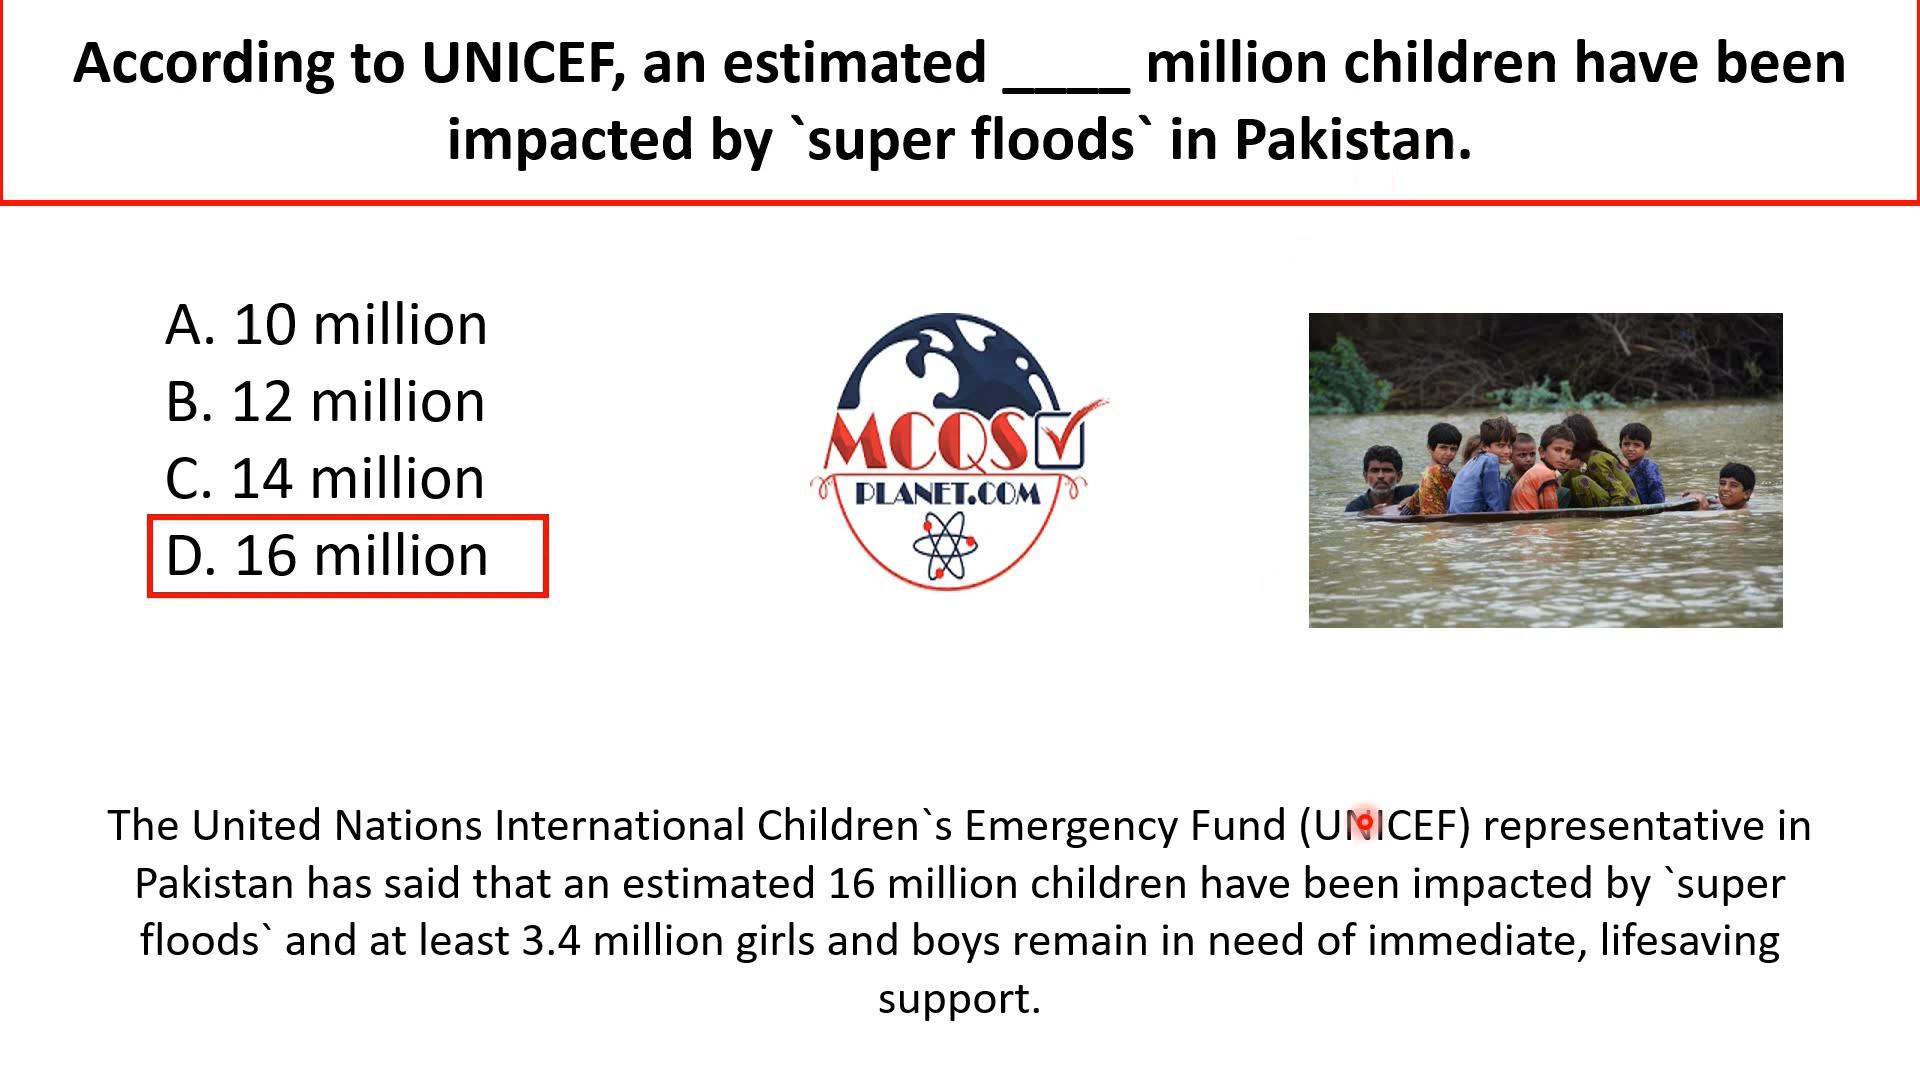 According to UNICEF, an estimated ____ million children have been
impacted by `super floods` in Pakistan.
A. 10 million
B. 12 million
C. 14 million
D. 16 million
MCQS
PLANET.COM
The United Nations International Children`s Emergency Fund (UNICEF) representative in
Pakistan has said that an estimated 16 million children have been impacted by `super
floods` and at least 3.4 million girls and boys remain in need of immediate, lifesaving
support.